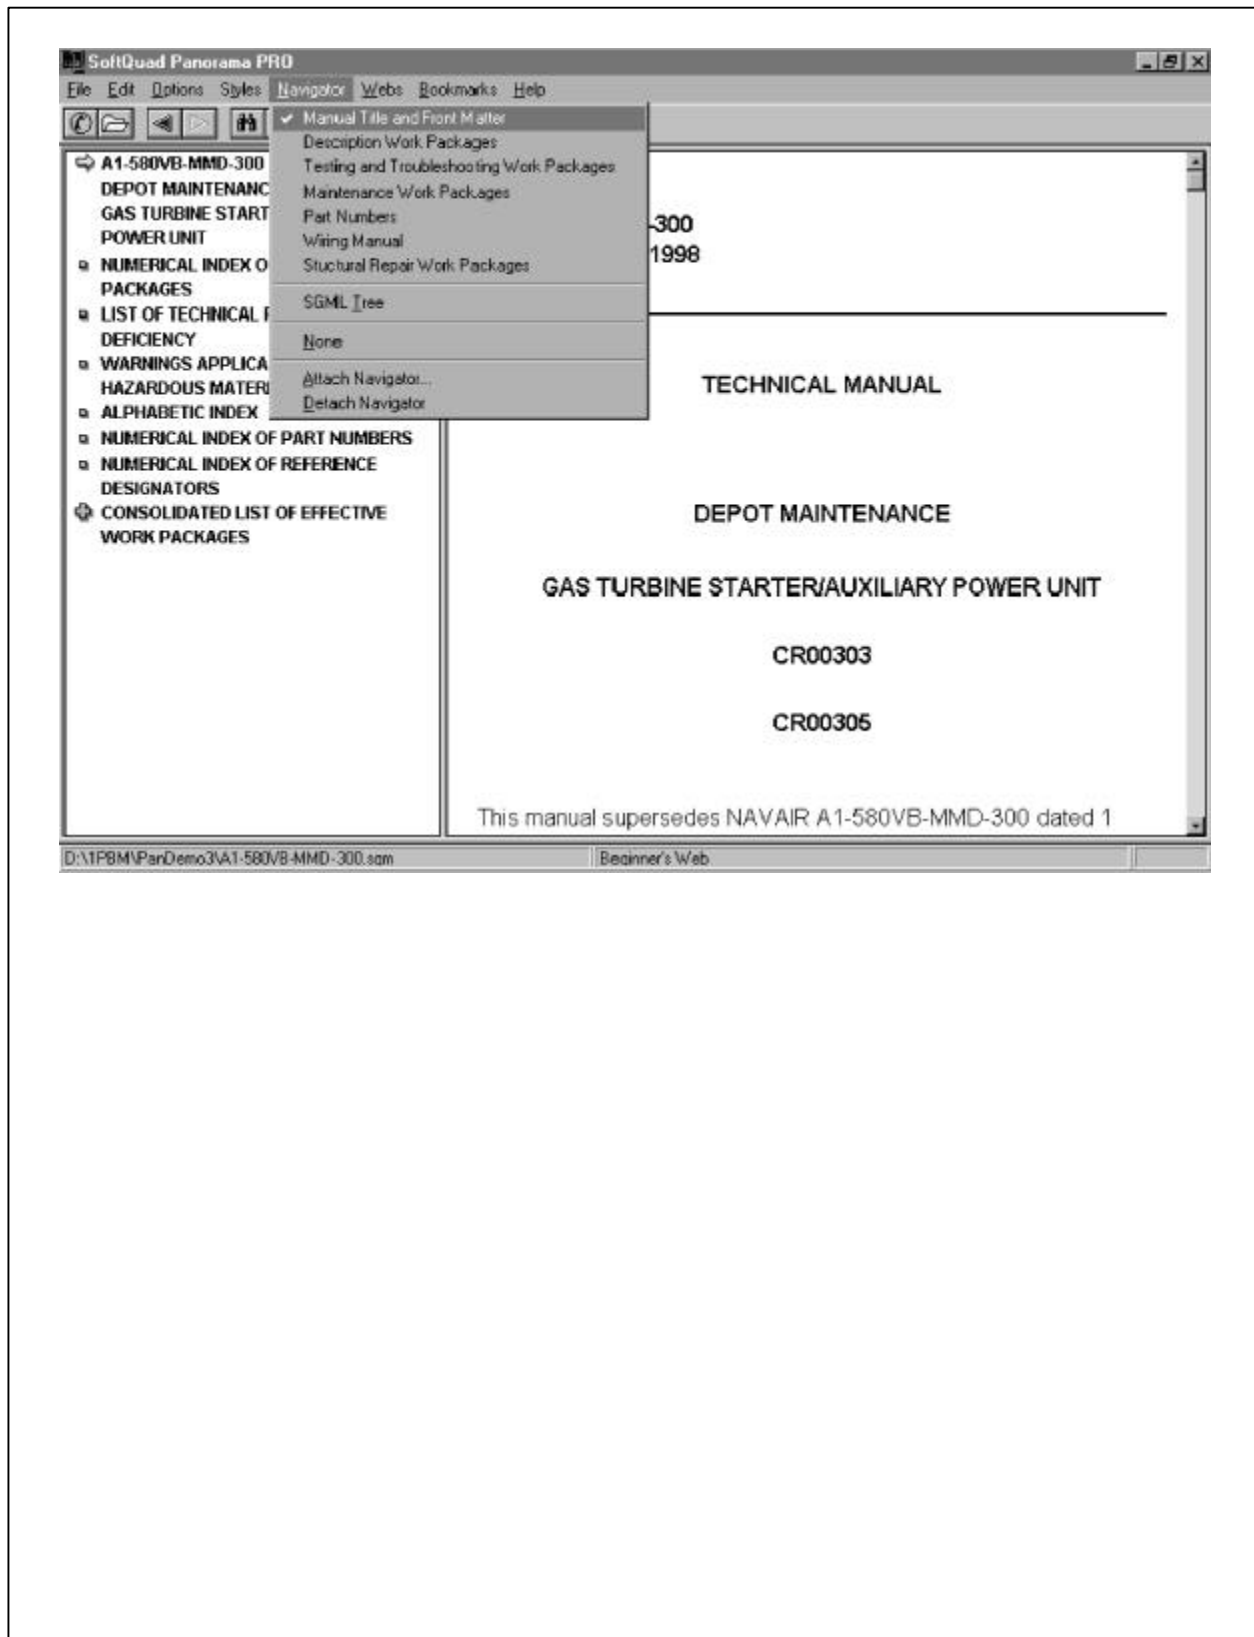 SoftQuad Panorama PRO
File Edit Options Styles Navigator Webs Bookmarks Help
Manual Title and Front Matter
Description Work Packages
Testing and Troubleshooting Work Packages
Maintenance Work Packages
Part Numbers
Wiring Manual
Stuctural Repair Work Packages
SGML Tree
None
Attach Navigator...
Detach Navigator
A1-580VB-MMD-300
DEPOT MAINTENANC
GAS TURBINE START
POWER UNIT
NUMERICAL INDEX O
PACKAGES
LIST OF TECHNICAL
DEFICIENCY
WARNINGS APPLICA
HAZARDOUS MATERI
ALPHABETIC INDEX
NUMERICAL INDEX OF PART NUMBERS
NUMERICAL INDEX OF REFERENCE
DESIGNATORS
CONSOLIDATED LIST OF EFFECTIVE
WORK PACKAGES
-300
1998
TECHNICAL MANUAL
DEPOT MAINTENANCE
GAS TURBINE STARTER/AUXILIARY POWER UNIT
CR00303
CR00305
This manual supersedes NAVAIR A1-580VB-MMD-300 dated 1
D:\1PBM\PanDemo3\A1-580VB-MMD-300.sgm
Beginner's Web